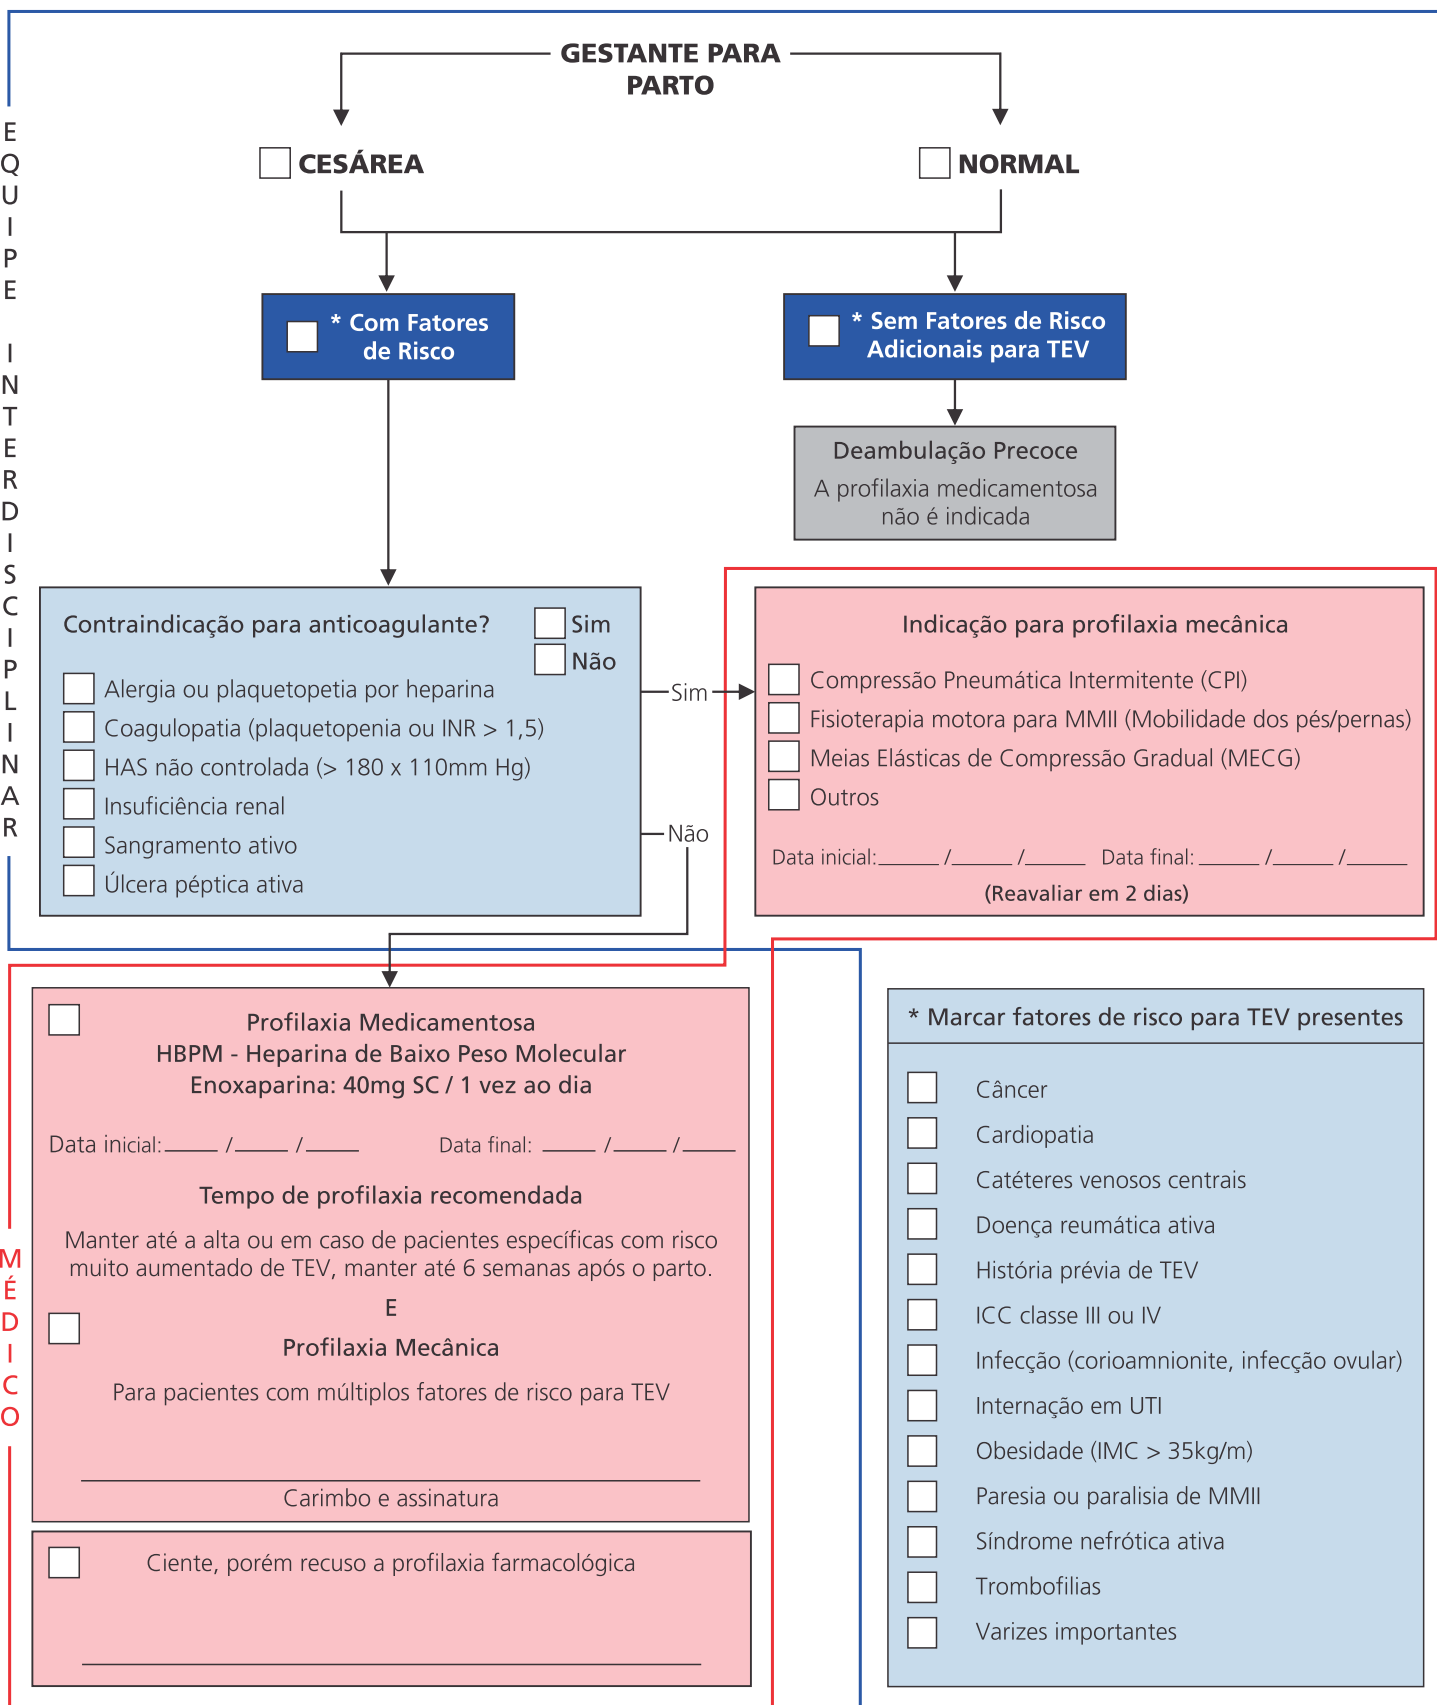 GESTANTE PARA
PARTO
CESÁREA
NORMAL
EQUIPE INTERDISCIPLINAR
* Com Fatores
de Risco
* Sem Fatores de Risco
Adicionais para TEV
Deambulação Precoce
A profilaxia medicamentosa
não é indicada
Contraindicação para anticoagulante?
Sim
Não
Alergia ou plaquetopetia por heparina
Coagulopatia (plaquetopenia ou INR > 1,5)
HAS não controlada (> 180 x 110mm Hg)
Insuficiência renal
Sangramento ativo
Úlcera péptica ativa
Sim
Não
Indicação para profilaxia mecânica
Compressão Pneumática Intermitente (CPI)
Fisioterapia motora para MMII (Mobilidade dos pés/pernas)
Meias Elásticas de Compressão Gradual (MECG)
Outros
Data inicial:_____ /_____ /_____ Data final: _____ /_____ /_____
(Reavaliar em 2 dias)
MÉDICO
Profilaxia Medicamentosa
HBPM - Heparina de Baixo Peso Molecular
Enoxaparina: 40mg SC / 1 vez ao dia
Data inicial:____ /____ /____ Data final: ____ /____ /____
Tempo de profilaxia recomendada
Manter até a alta ou em caso de pacientes específicas com risco
muito aumentado de TEV, manter até 6 semanas após o parto.
E
Profilaxia Mecânica
Para pacientes com múltiplos fatores de risco para TEV
Carimbo e assinatura
Ciente, porém recuso a profilaxia farmacológica
* Marcar fatores de risco para TEV presentes
Câncer
Cardiopatia
Catéteres venosos centrais
Doença reumática ativa
História prévia de TEV
ICC classe III ou IV
Infecção (corioamnionite, infecção ovular)
Internação em UTI
Obesidade (IMC > 35kg/m)
Paresia ou paralisia de MMII
Síndrome nefrótica ativa
Trombofilias
Varizes importantes